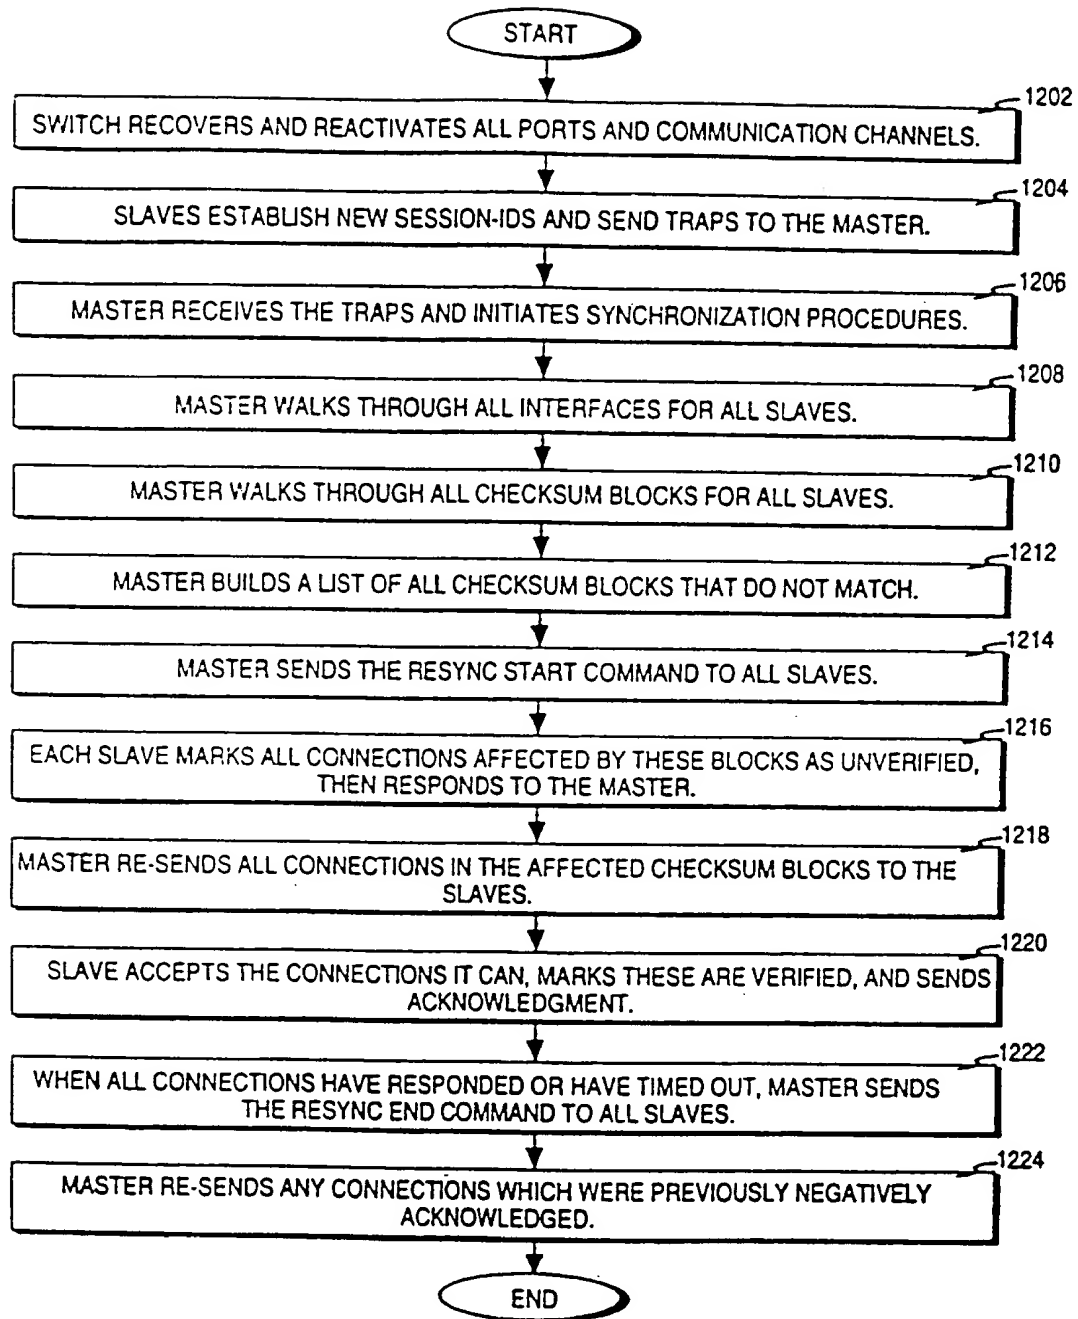 START
1202
SWITCH RECOVERS AND REACTIVATES ALL PORTS AND COMMUNICATION CHANNELS.
1204
SLAVES ESTABLISH NEW SESSION-IDS AND SEND TRAPS TO THE MASTER.
1206
MASTER RECEIVES THE TRAPS AND INITIATES SYNCHRONIZATION PROCEDURES.
1208
MASTER WALKS THROUGH ALL INTERFACES FOR ALL SLAVES.
1210
MASTER WALKS THROUGH ALL CHECKSUM BLOCKS FOR ALL SLAVES.
1212
MASTER BUILDS A LIST OF ALL CHECKSUM BLOCKS THAT DO NOT MATCH.
1214
MASTER SENDS THE RESYNC START COMMAND TO ALL SLAVES.
1216
EACH SLAVE MARKS ALL CONNECTIONS AFFECTED BY THESE BLOCKS AS UNVERIFIED,
THEN RESPONDS TO THE MASTER.
1218
MASTER RE-SENDS ALL CONNECTIONS IN THE AFFECTED CHECKSUM BLOCKS TO THE
SLAVES.
1220
SLAVE ACCEPTS THE CONNECTIONS IT CAN, MARKS THESE ARE VERIFIED, AND SENDS
ACKNOWLEDGMENT.
1222
WHEN ALL CONNECTIONS HAVE RESPONDED OR HAVE TIMED OUT, MASTER SENDS
THE RESYNC END COMMAND TO ALL SLAVES.
1224
MASTER RE-SENDS ANY CONNECTIONS WHICH WERE PREVIOUSLY NEGATIVELY
ACKNOWLEDGED.
END